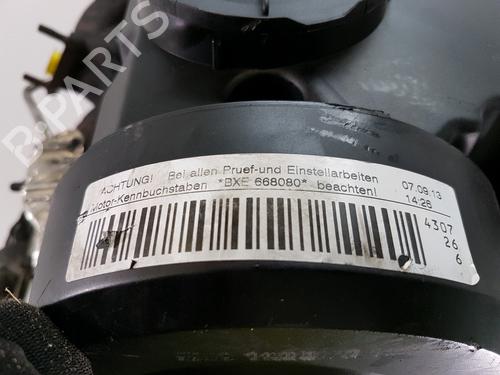 B-PARTS
ACHTUNG! Bei allen Pruef-und Einstellarbeiten
Motor-Kennbuchstaben *BXE 668080* beachten!
07.09.13
14:26
4307
26
6